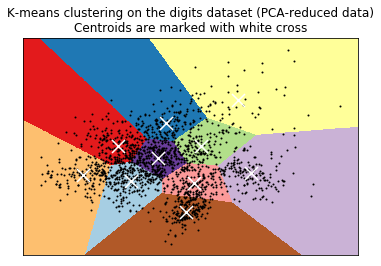 K-means clustering on the digits dataset (PCA-reduced data)
Centroids are marked with white cross